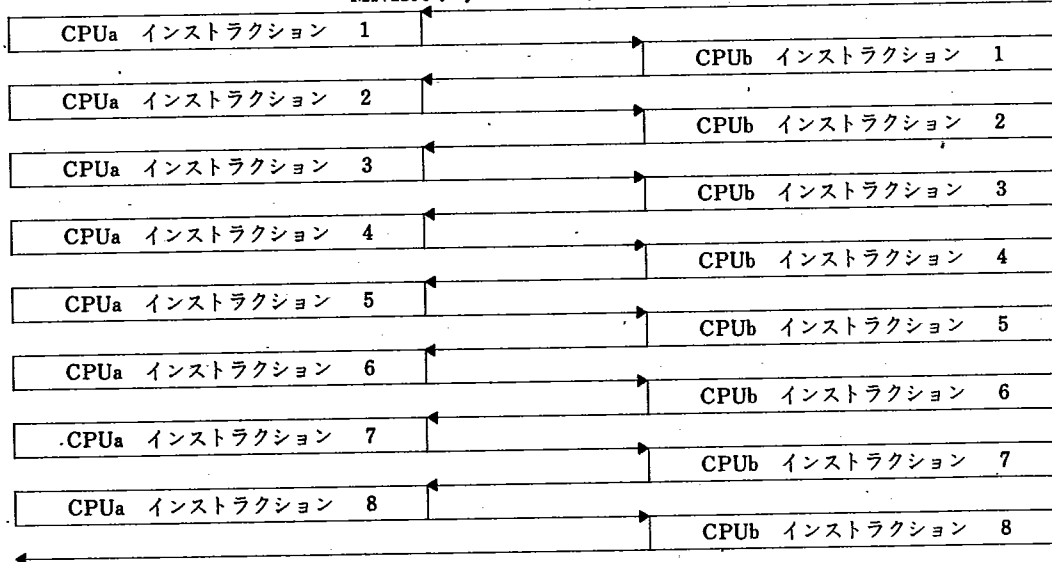 CPUa インストラクション 1
CPUb インストラクション 1
CPUa インストラクション 2
CPUb インストラクション 2
CPUa インストラクション 3
CPUb インストラクション 3
CPUa インストラクション 4
CPUb インストラクション 4
CPUa インストラクション 5
CPUb インストラクション 5
CPUa インストラクション 6
CPUb インストラクション 6
CPUa インストラクション 7
CPUb インストラクション 7
CPUa インストラクション 8
CPUb インストラクション 8